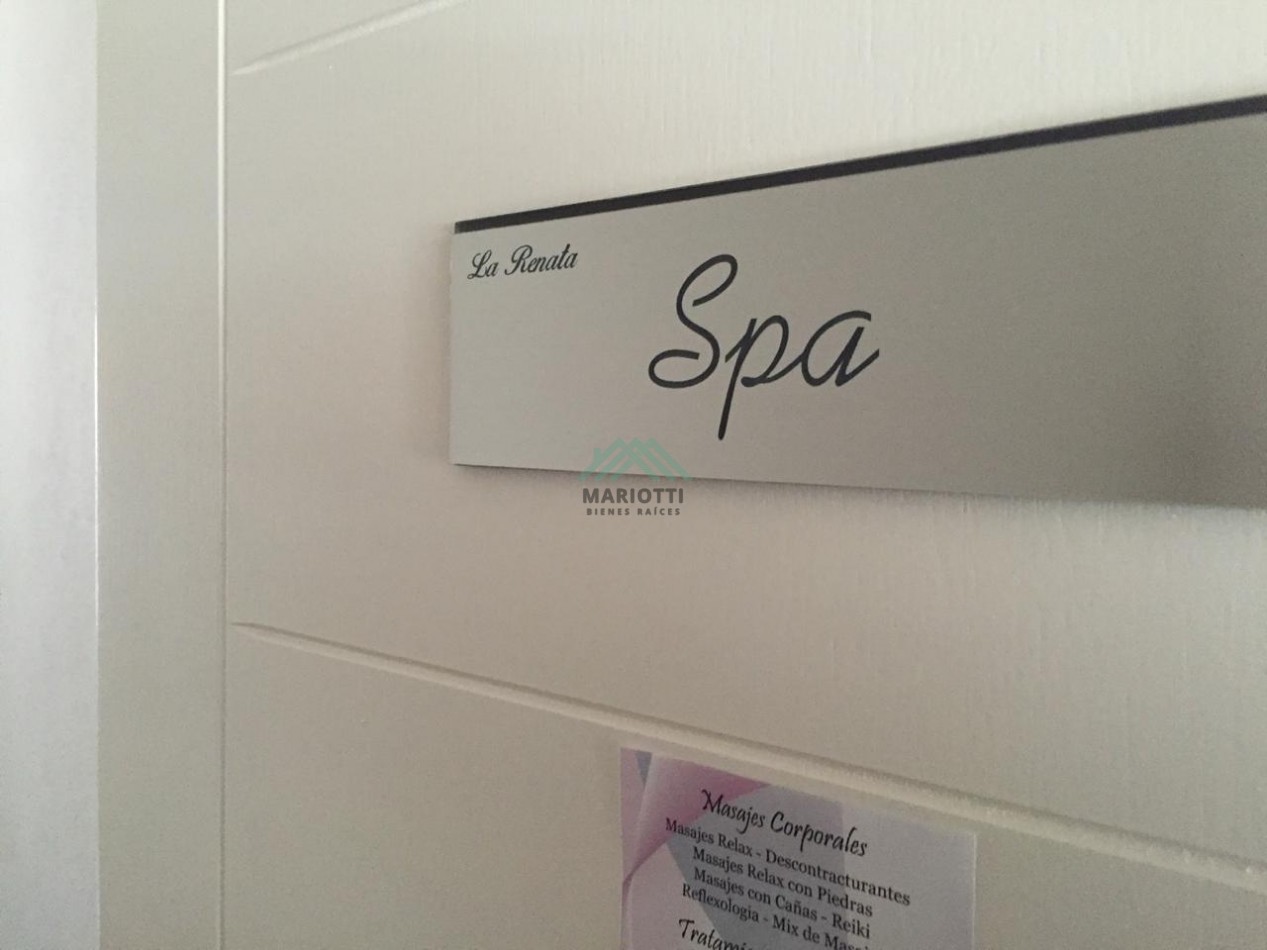 La Renata
Spa
MARIOTTI
BIENES RAÍCES
Masajes Corporales
Masajes Relax - Descontracturantes
Masajes Relax con Piedras
Masajes con Cañas - Reiki
Reflexologia - Mix de